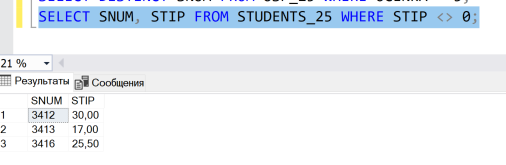 SELECT SNUM, STIP FROM STUDENTS_25 WHERE STIP <> 0;
21 %
Результаты Сообщения
SNUM STIP
1 3412 30,00
2 3413 17,00
3 3416 25,50